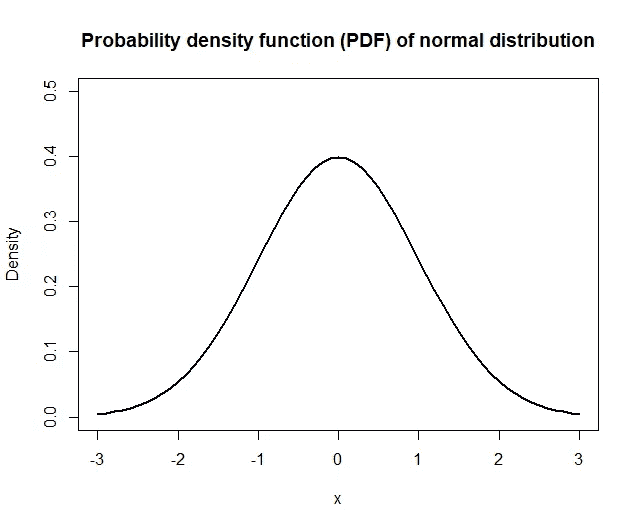 Probability density function (PDF) of normal distribution
0.5
0.4
0.3
0.2
0.1
0.0
Density
-3 -2 -1 0 1 2 3
x